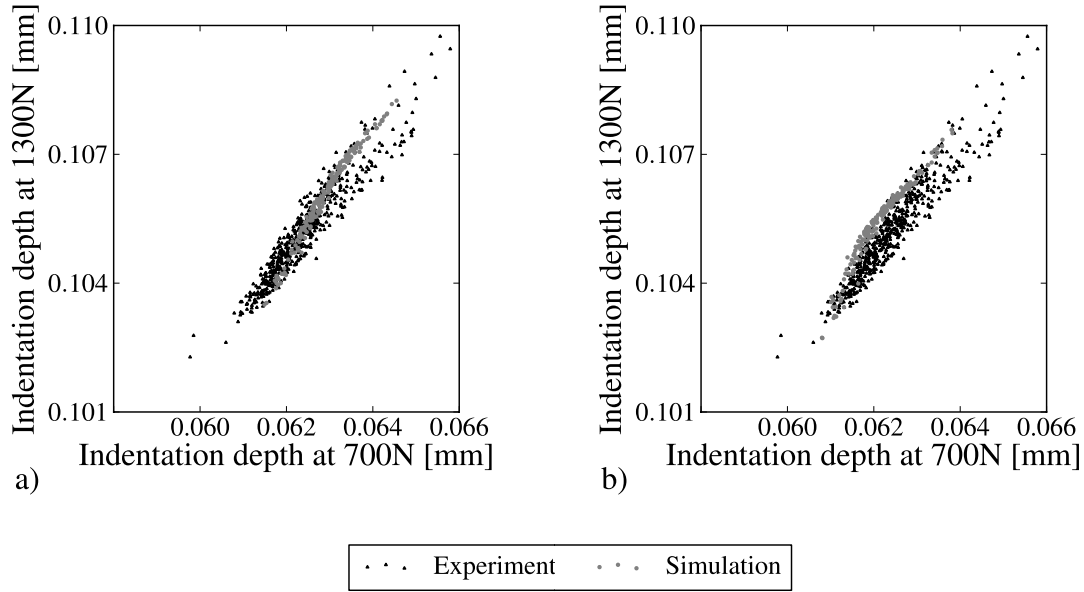 0.110
0.107
0.104
0.101
Indentation depth at 1300N [mm]
0.060 0.062 0.064 0.066
Indentation depth at 700N [mm]
a)
0.110
0.107
0.104
0.101
Indentation depth at 1300N [mm]
0.060 0.062 0.064 0.066
Indentation depth at 700N [mm]
b)
Experiment Simulation